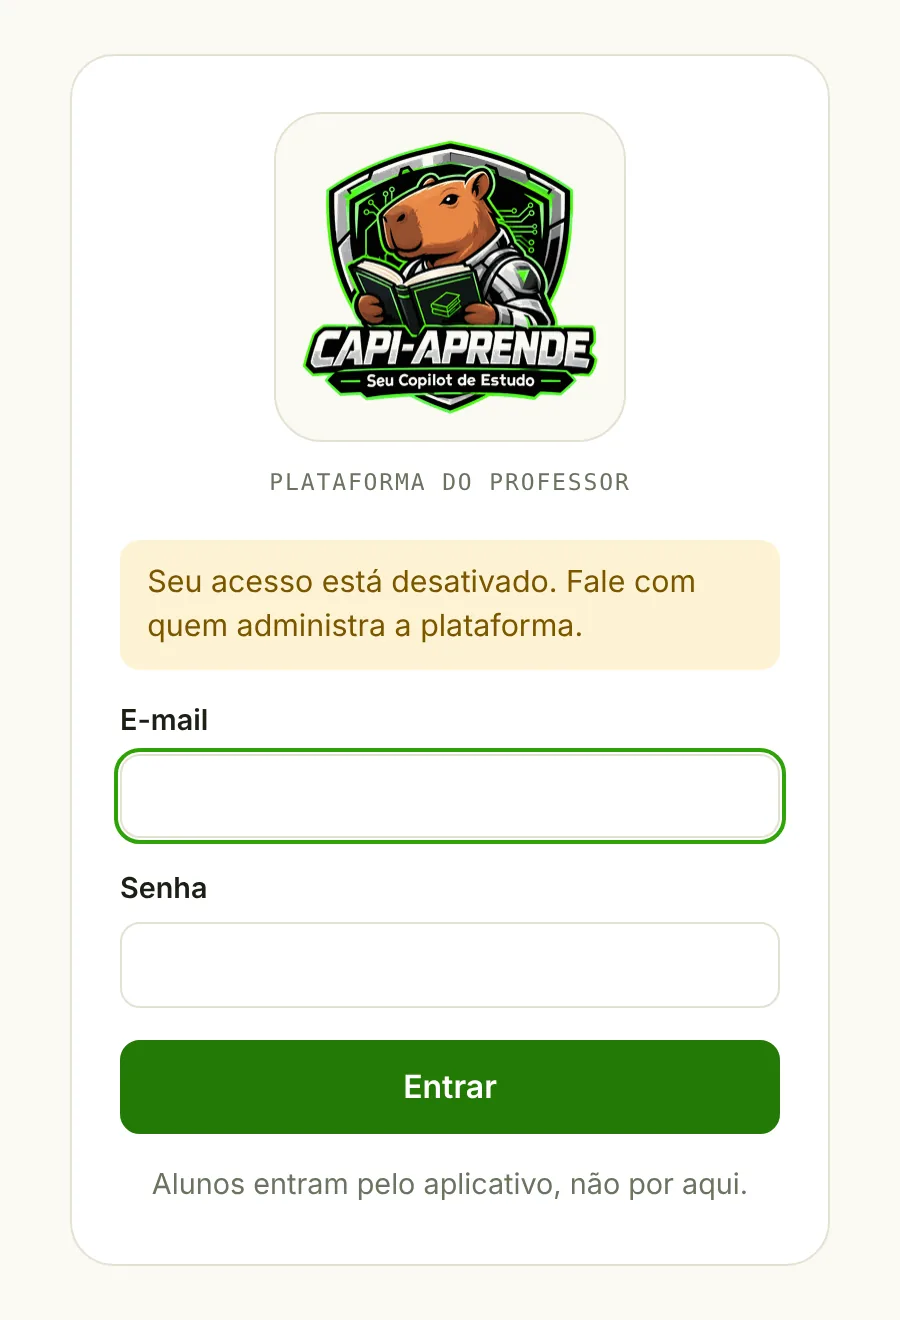 CAPI-APRENDE
Seu Copilot de Estudo
PLATAFORMA DO PROFESSOR
Seu acesso está desativado. Fale com
quem administra a plataforma.
E-mail
Senha
Entrar
Alunos entram pelo aplicativo, não por aqui.